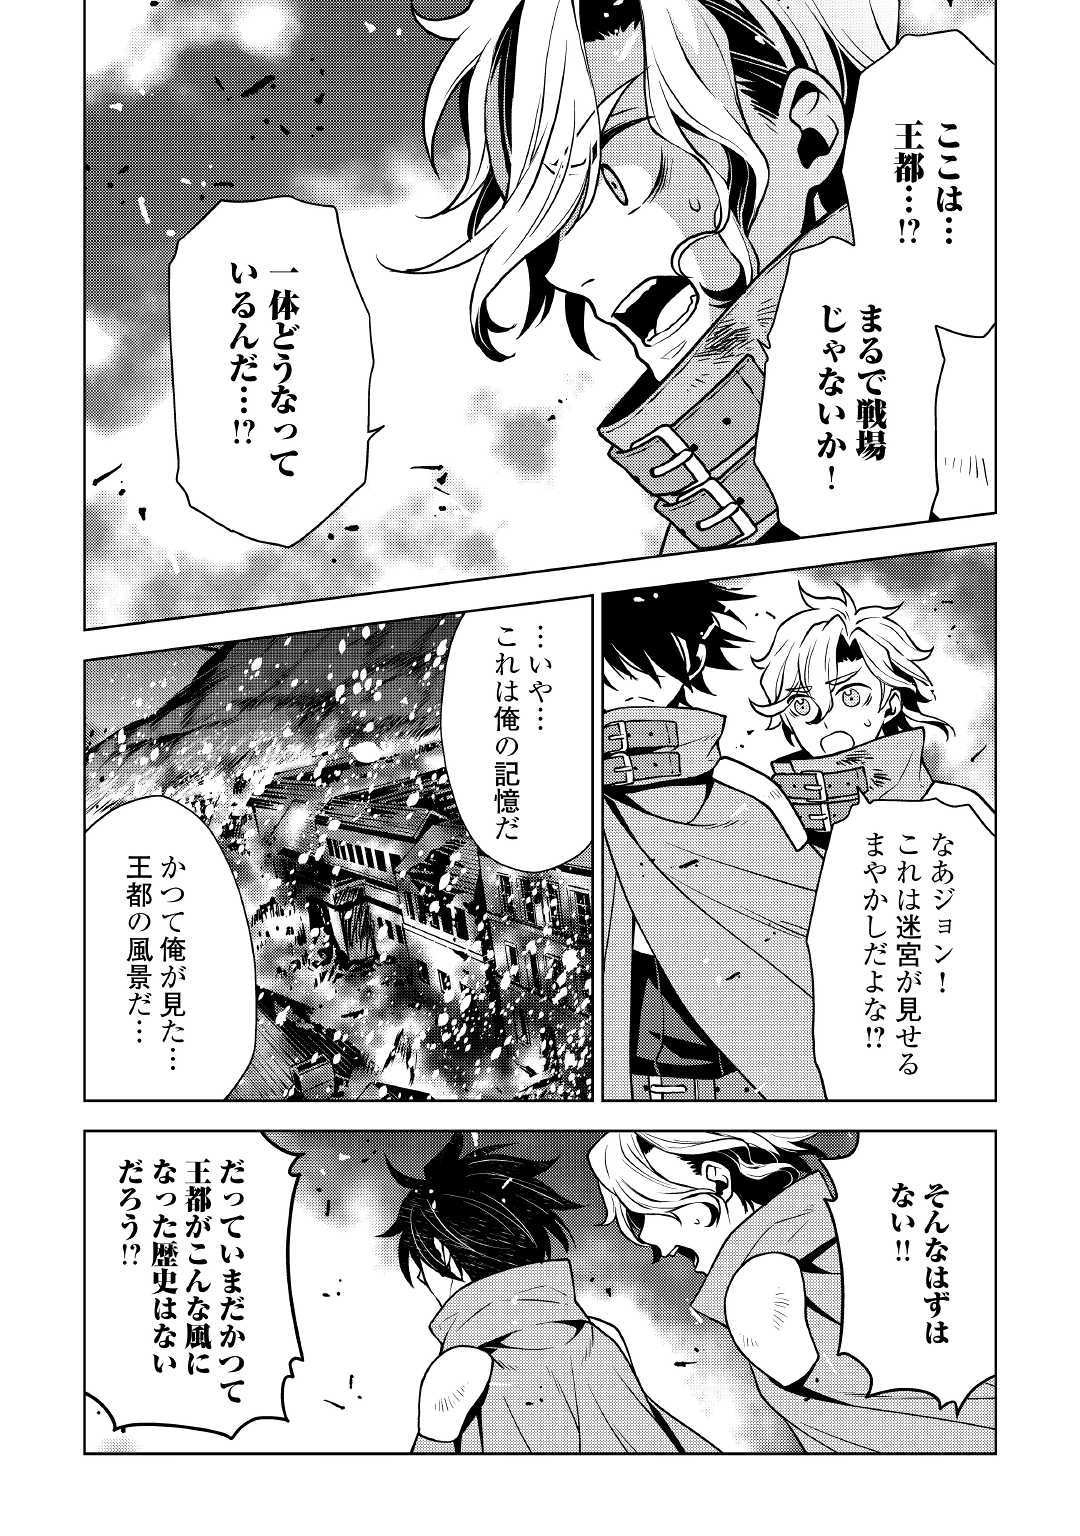 ここは…
王都…!?
まるで戦場
じゃないか！
一体どうなって
いるんだ…!?
なあジョン！
これは迷宮が見せる
まやかしだよな!?
…いや…
これは俺の記憶だ
かつて俺が見た…
王都の風景だ…
そんなはずは
ない!!
だっていまだかつて
王都がこんな風に
なった歴史はない
だろう!?